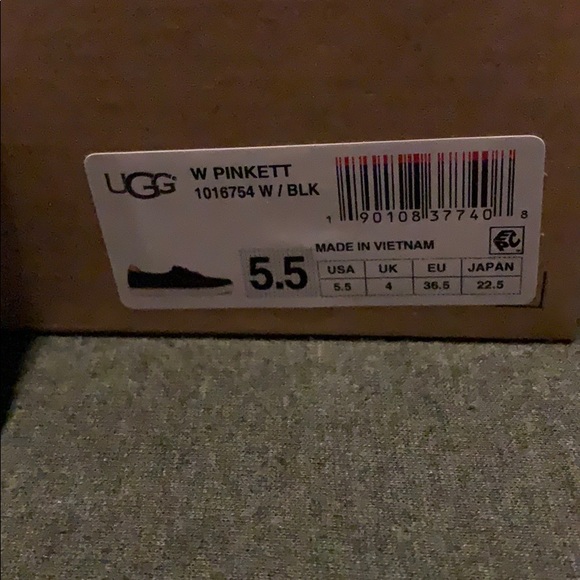 UGG®
W PINKETT
1016754 W / BLK
1 90108 37740 8
MADE IN VIETNAM
5.5
USA UK EU JAPAN
5.5 4 36.5 22.5